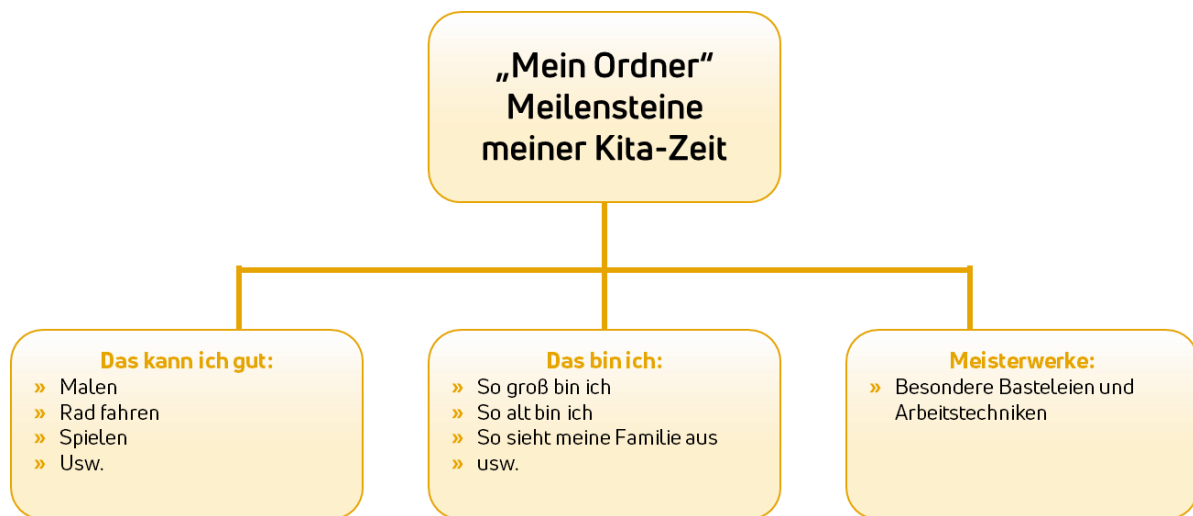 „Mein Ordner“
Meilensteine
meiner Kita-Zeit
Das kann ich gut:
» Malen
» Rad fahren
» Spielen
» Usw.
Das bin ich:
» So groß bin ich
» So alt bin ich
» So sieht meine Familie aus
» usw.
Meisterwerke:
» Besondere Basteleien und
Arbeitstechniken